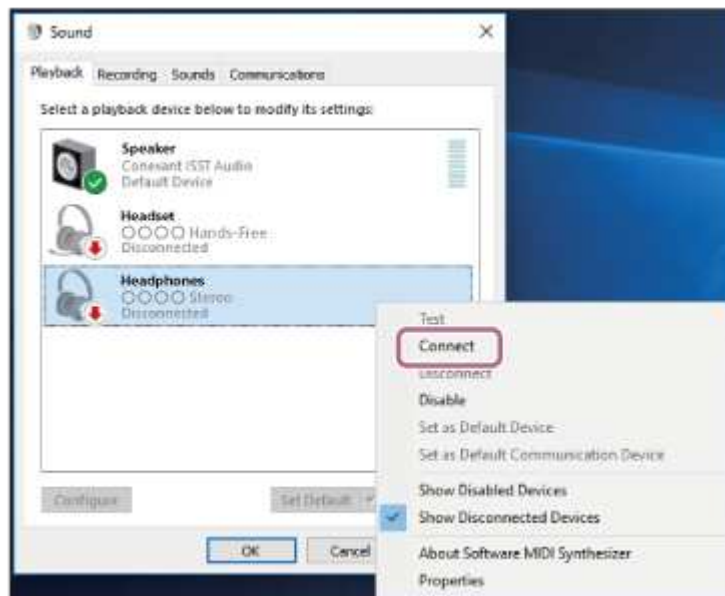 Sound
Playback Recording Sounds Communications
Select a playback device below to modify its settings:
Speaker
Conexant ISST Audio
Default Device
Headset
○○○○ Hands-Free
Disconnected
Headphones
○○○○ Stereo
Disconnected
Test
Connect
Disconnect
Disable
Set as Default Device
Set as Default Communication Device
Show Disabled Devices
Show Disconnected Devices
About Software MIDI Synthesizer
Properties
Configure
Set Default
OK
Cancel